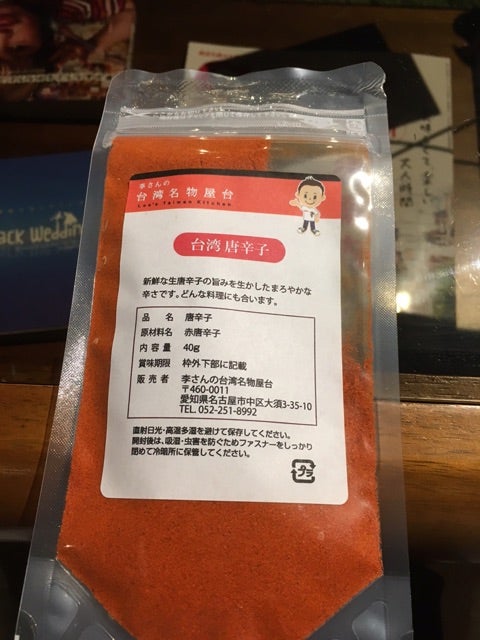 李さんの
台湾名物屋台
Lee's Taiwan Kitchen
台湾 唐辛子
新鮮な生唐辛子の旨みを生かしたまろやかな
辛さです。どんな料理にも合います。
品 名 唐辛子
原材料名 赤唐辛子
内 容 量 40g
賞味期限 枠外下部に記載
販 売 者 李さんの台湾名物屋台
〒460-0011
愛知県名古屋市中区大須3-35-10
TEL. 052-251-8992
直射日光・高温多湿を避けて保存してください。
開封後は、吸湿・虫害を防ぐためファスナーをしっかり
閉めて冷暗所に保管してください。
プラ
ack Weddin
大人時間